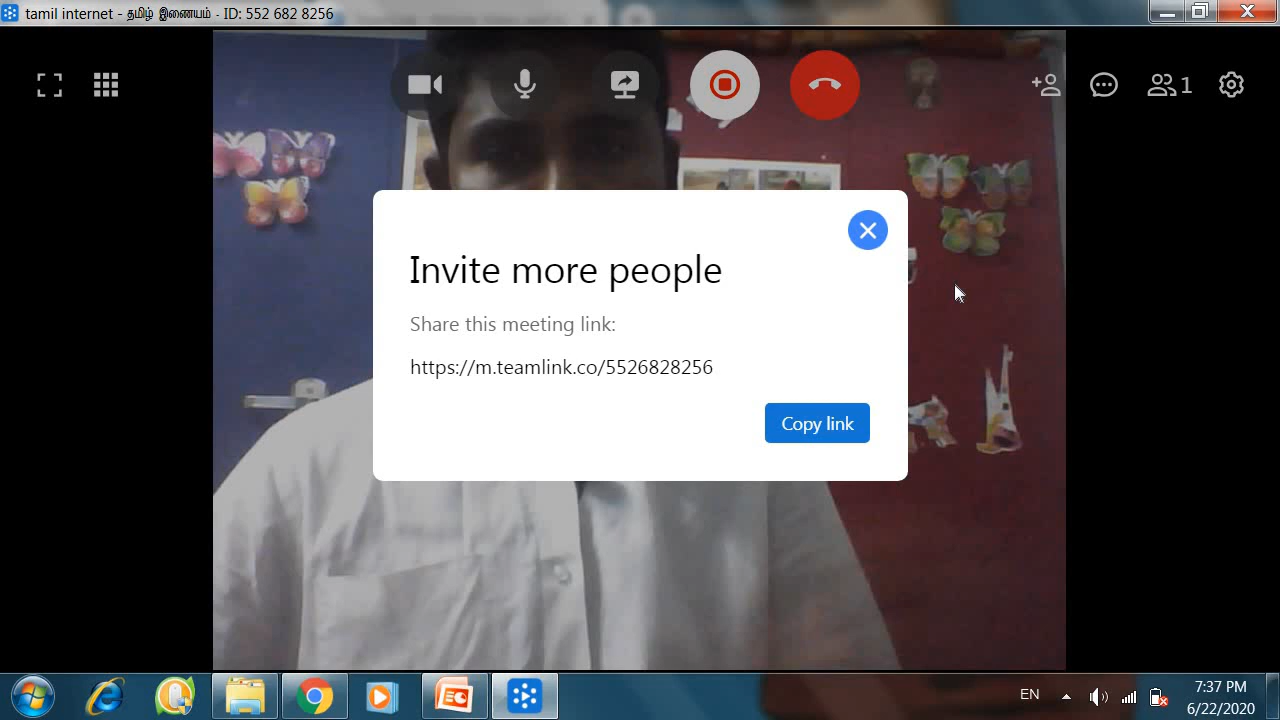 tamil internet - தமிழ் இணையம் - ID: 552 682 8256
1
Invite more people
Share this meeting link:
https://m.teamlink.co/5526828256
Copy link
EN
7:37 PM
6/22/2020